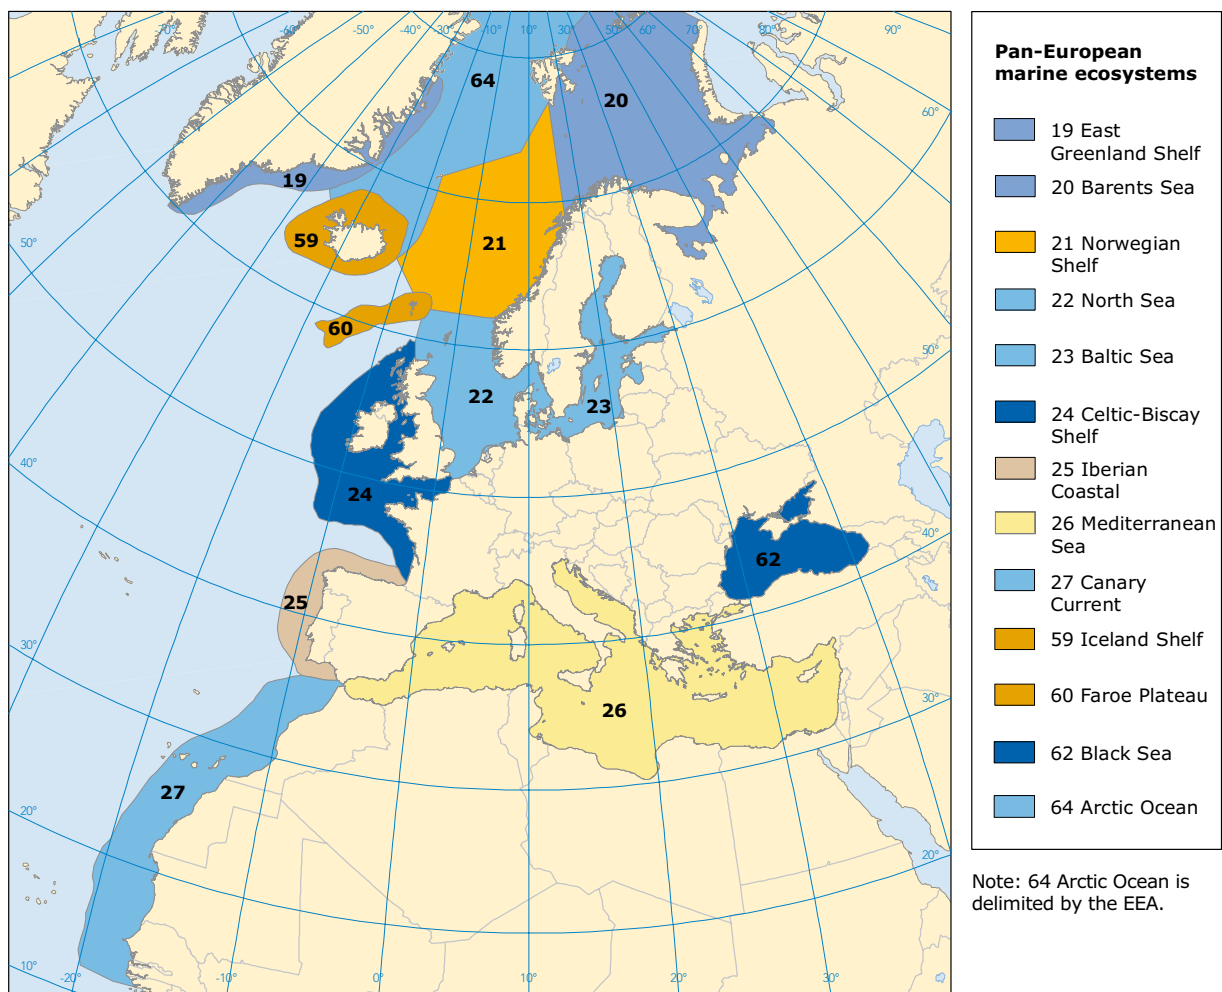 -70°
-60°
-50°
-40°
-30°
-10°
10°
30°
50°
60°
70°
80°
90°
64
20
60°
19
59
21
50°
60
50°
22
23
40°
24
40°
62
25
30°
26
30°
27
20°
20°
10°
-20°
-10°
0°
10°
20°
30°
Pan-European
marine ecosystems
19 East
Greenland Shelf
20 Barents Sea
21 Norwegian
Shelf
22 North Sea
23 Baltic Sea
24 Celtic-Biscay
Shelf
25 Iberian
Coastal
26 Mediterranean
Sea
27 Canary
Current
59 Iceland Shelf
60 Faroe Plateau
62 Black Sea
64 Arctic Ocean
Note: 64 Arctic Ocean is
delimited by the EEA.